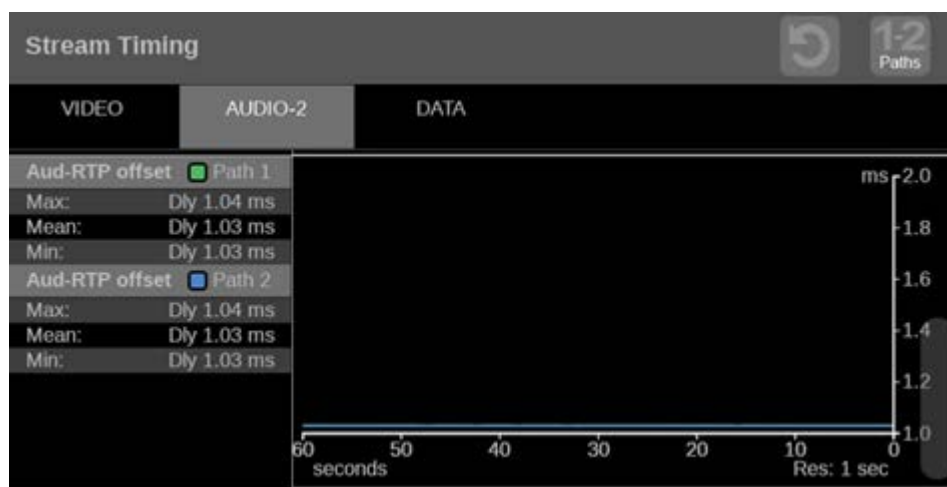 Stream Timing
1-2
Paths
VIDEO AUDIO-2 DATA
Aud-RTP offset Path 1
Max: Dly 1.04 ms
Mean: Dly 1.03 ms
Min: Dly 1.03 ms
Aud-RTP offset Path 2
Max: Dly 1.04 ms
Mean: Dly 1.03 ms
Min: Dly 1.03 ms
ms 2.0
1.8
1.6
1.4
1.2
1.0
60 50 40 30 20 10 0
seconds Res: 1 sec